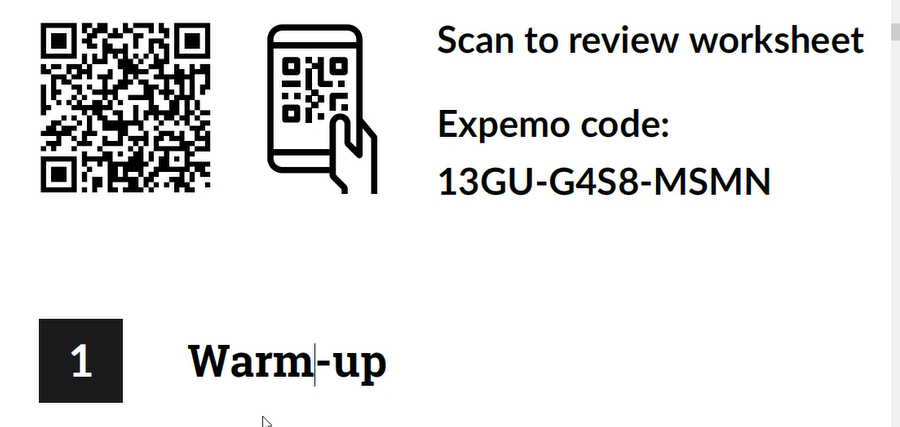 Scan to review worksheet
Expemo code:
13GU-G4S8-MSMN
1
Warm-up